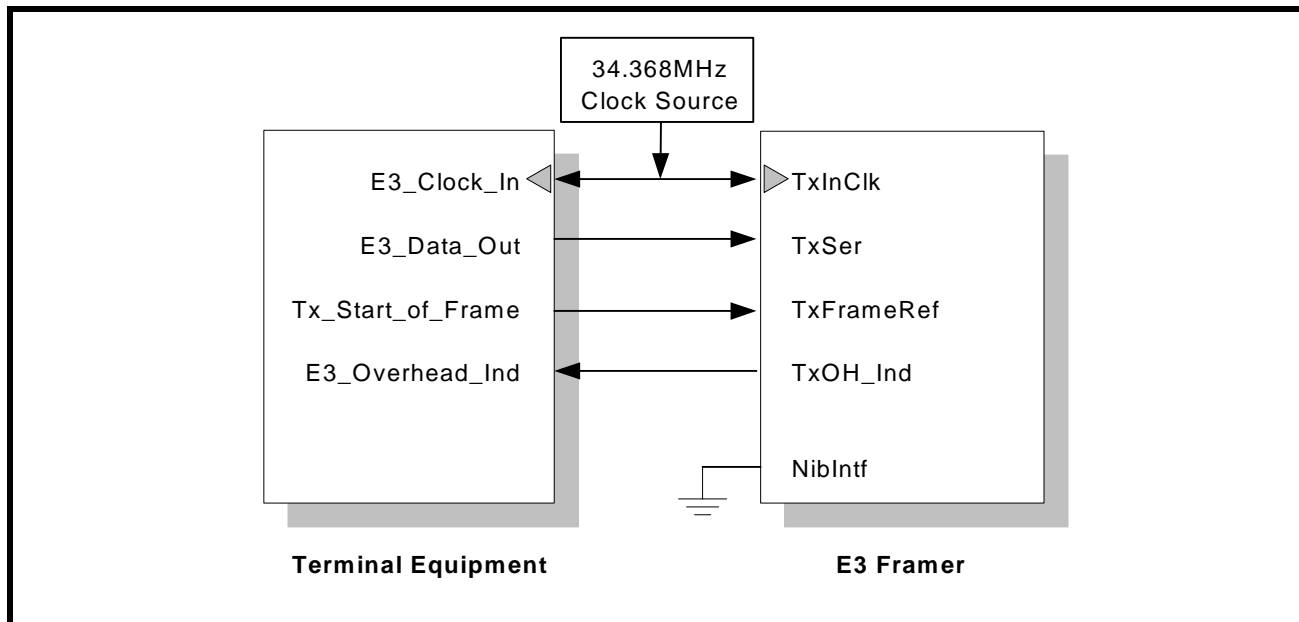 34.368MHz
Clock Source
E3_Clock_In
TxInClk
E3_Data_Out
TxSer
Tx_Start_of_Frame
TxFrameRef
E3_Overhead_Ind
TxOH_Ind
NibIntf
Terminal Equipment
E3 Framer